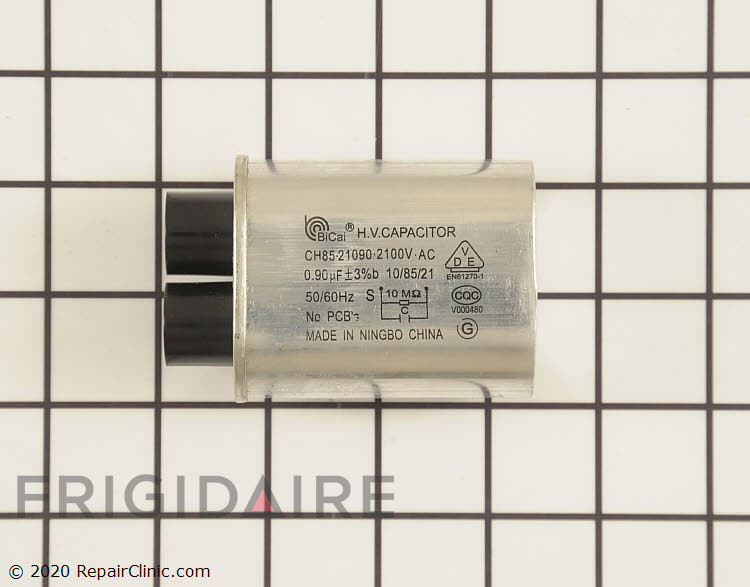 BiCai® H.V.CAPACITOR
CH85·21090·2100V·AC
0.90µF±3%b 10/85/21
50/60Hz S 10 MΩ
C
No PCB's
MADE IN NINGBO CHINA
VDE
EN61270-1
CQC
V000480
G
FRIGIDAIRE
© 2020 RepairClinic.com